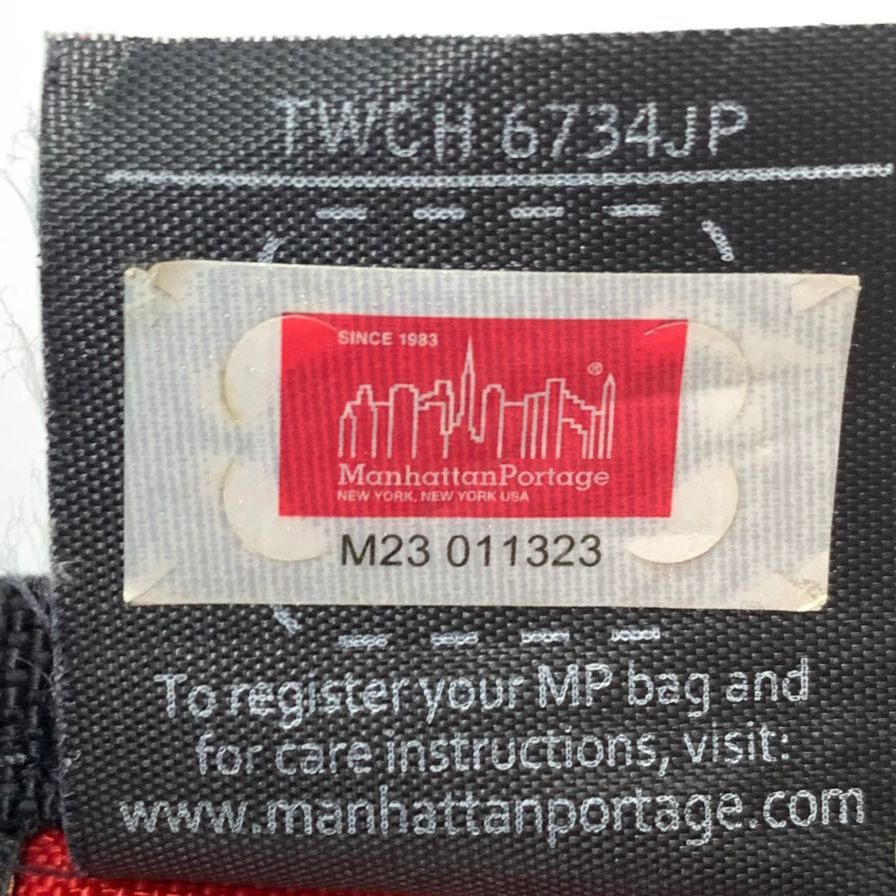 TWCH 6734JP
SINCE 1983
®
ManhattanPortage
NEW YORK, NEW YORK USA
M23 011323
To register your MP bag and
for care instructions, visit:
www.manhattanportage.com